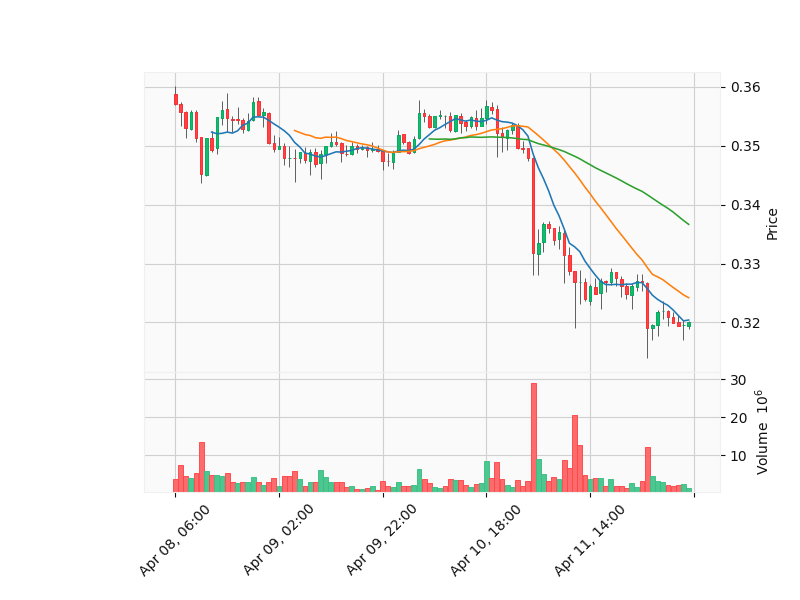 0.36
0.35
0.34
0.33
0.32
Price
30
20
10
Volume 10⁶
Apr 08, 06:00
Apr 09, 02:00
Apr 09, 22:00
Apr 10, 18:00
Apr 11, 14:00